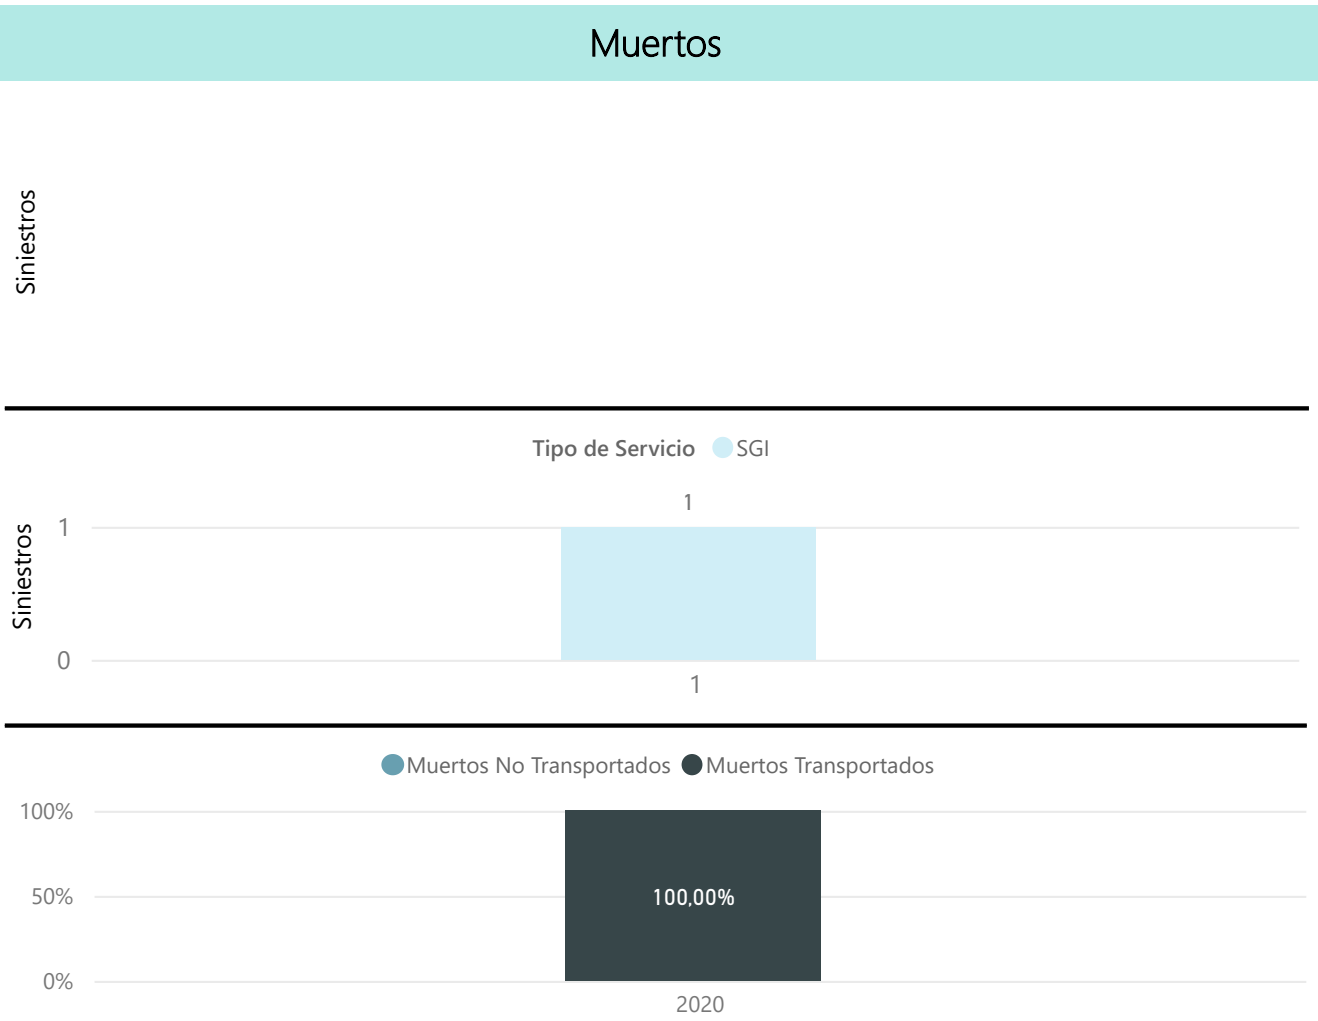 Muertos
Siniestros
Tipo de Servicio SGI
1
Siniestros
1
0
1
Muertos No Transportados Muertos Transportados
100%
50%
100,00%
0%
2020